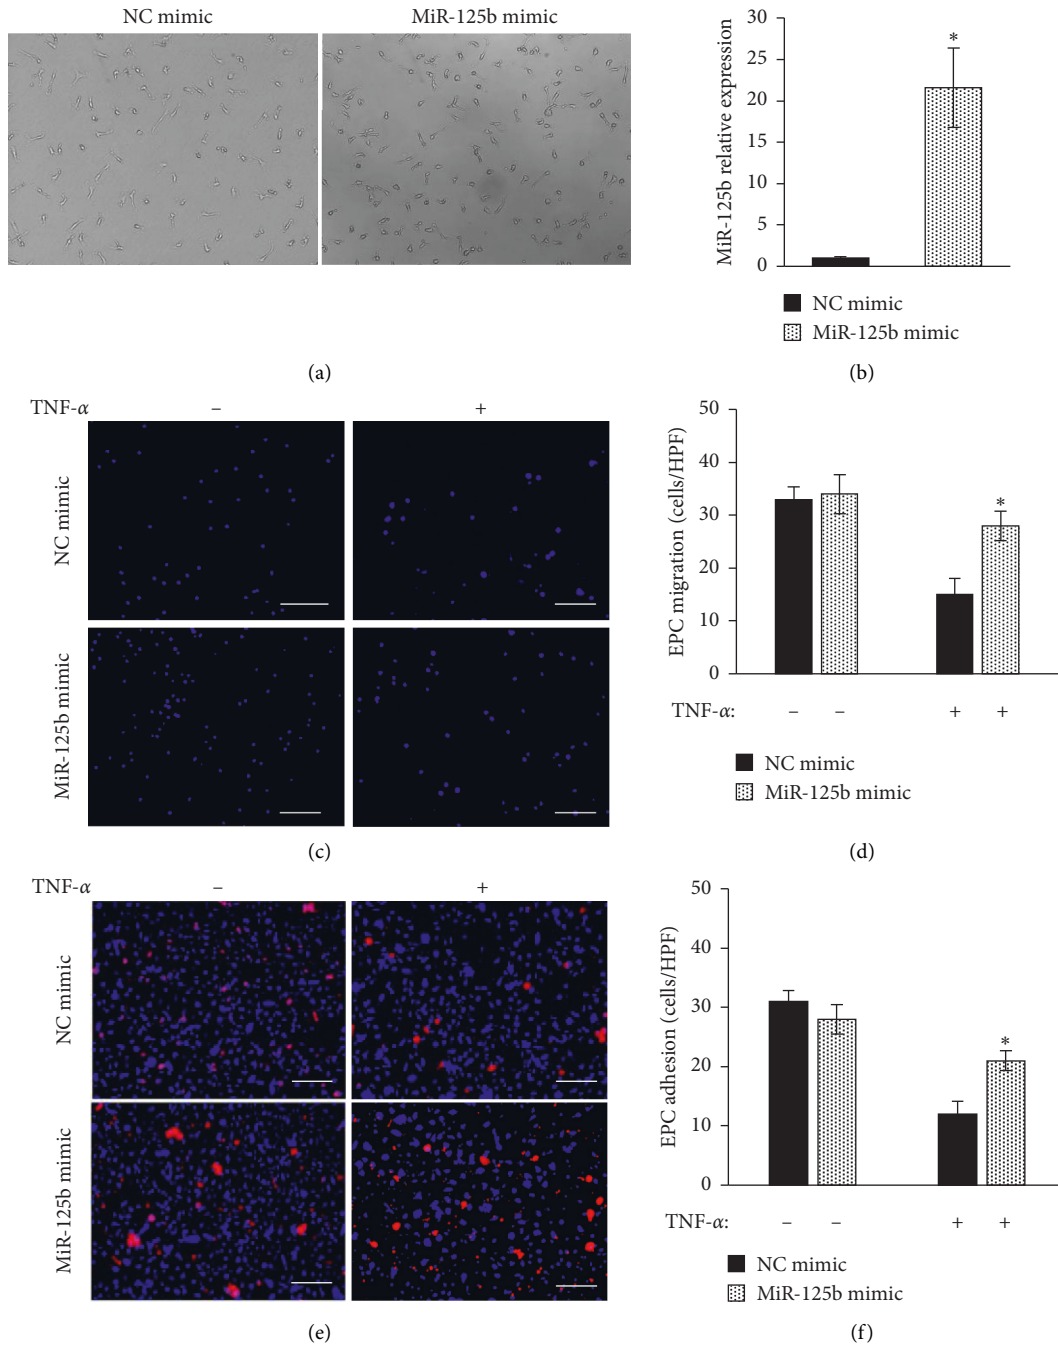 NC mimic
MiR-125b mimic
(a)
MiR-125b relative expression
30
25
20
15
10
5
0
*
NC mimic
MiR-125b mimic
(b)
TNF-α
–
+
NC mimic
MiR-125b mimic
(c)
EPC migration (cells/HPF)
50
40
30
20
10
0
*
TNF-α:
– – + +
NC mimic
MiR-125b mimic
(d)
TNF-α
–
+
NC mimic
MiR-125b mimic
(e)
EPC adhesion (cells/HPF)
50
40
30
20
10
0
*
TNF-α:
– – + +
NC mimic
MiR-125b mimic
(f)